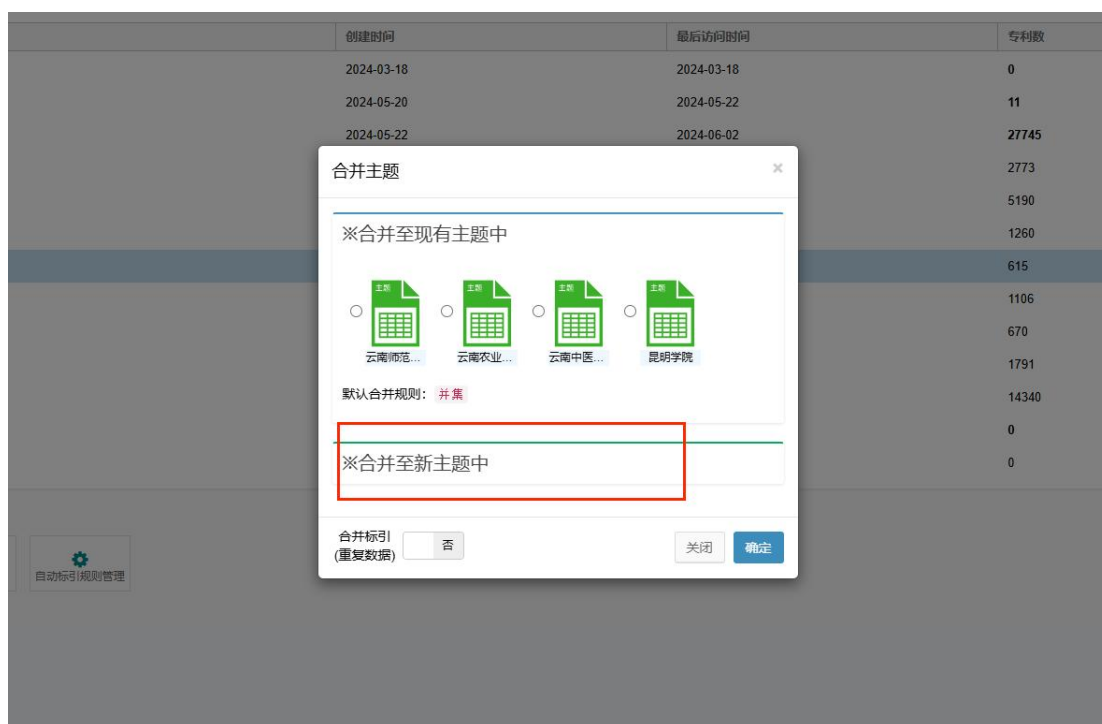 创建时间 最后访问时间 专利数
2024-03-18 2024-03-18 0
2024-05-20 2024-05-22 11
2024-05-22 2024-06-02 27745
2773
5190
1260
615
1106
670
1791
14340
0
0
合并主题 ×
※合并至现有主题中
主题 主题 主题 主题
云南师范... 云南农业... 云南中医... 昆明学院
默认合并规则： 并集
※合并至新主题中
合并标引
(重复数据) 否 关闭 确定
自动标引规则管理